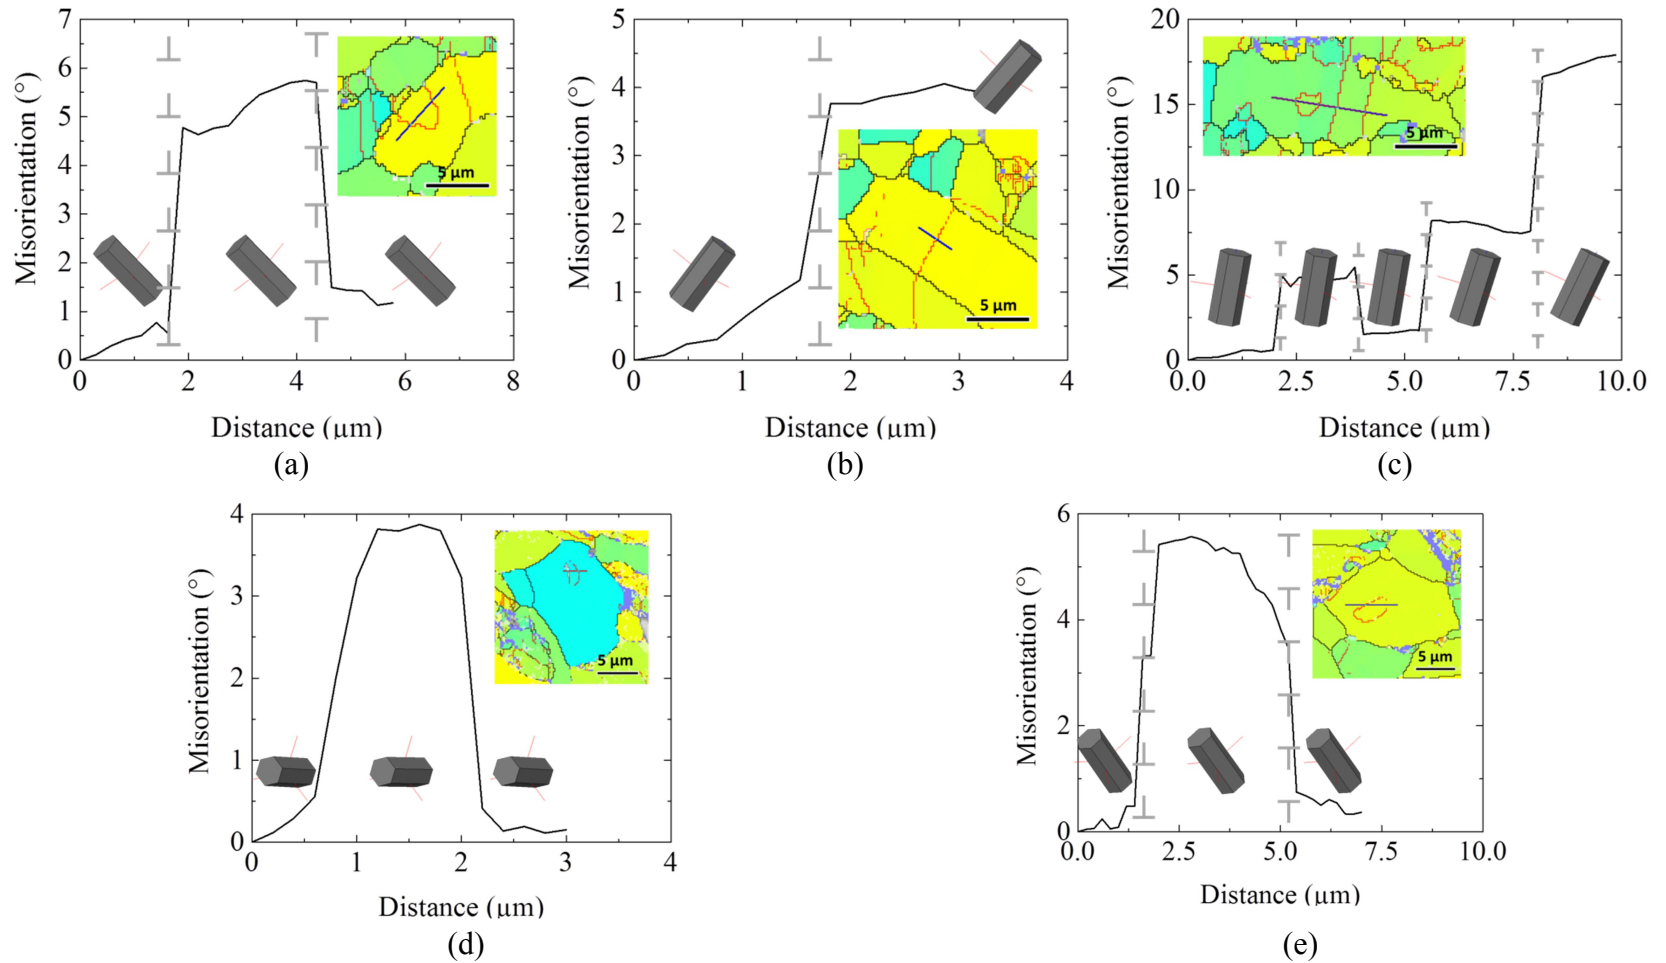 7
6
5
4
3
2
1
0
Misorientation (°)
5 µm
0 2 4 6 8
Distance (µm)
(a)
5
4
3
2
1
0
Misorientation (°)
5 µm
0 1 2 3 4
Distance (µm)
(b)
20
15
10
5
0
Misorientation (°)
5 µm
0.0 2.5 5.0 7.5 10.0
Distance (µm)
(c)
4
3
2
1
0
Misorientation (°)
5 µm
0 1 2 3 4
Distance (µm)
(d)
6
4
2
0
Misorientation (°)
5 µm
0.0 2.5 5.0 7.5 10.0
Distance (µm)
(e)